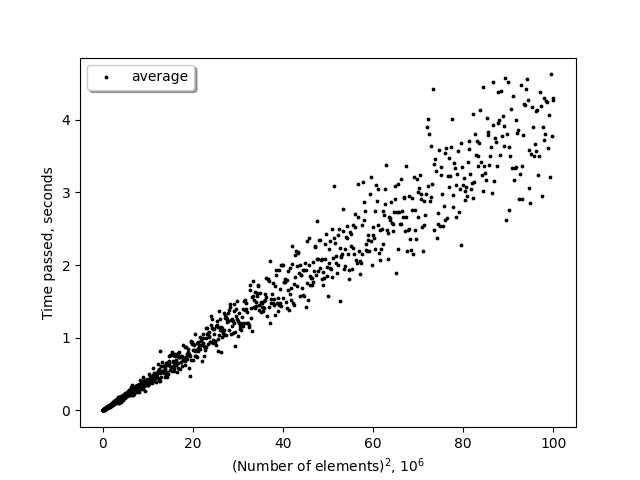 average
4
3
2
1
0
Time passed, seconds
0 20 40 60 80 100
(Number of elements)², 10⁶